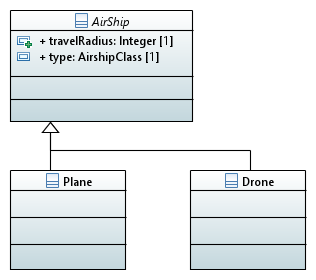 AirShip
+ travelRadius: Integer [1]
+ type: AirshipClass [1]
Plane
Drone